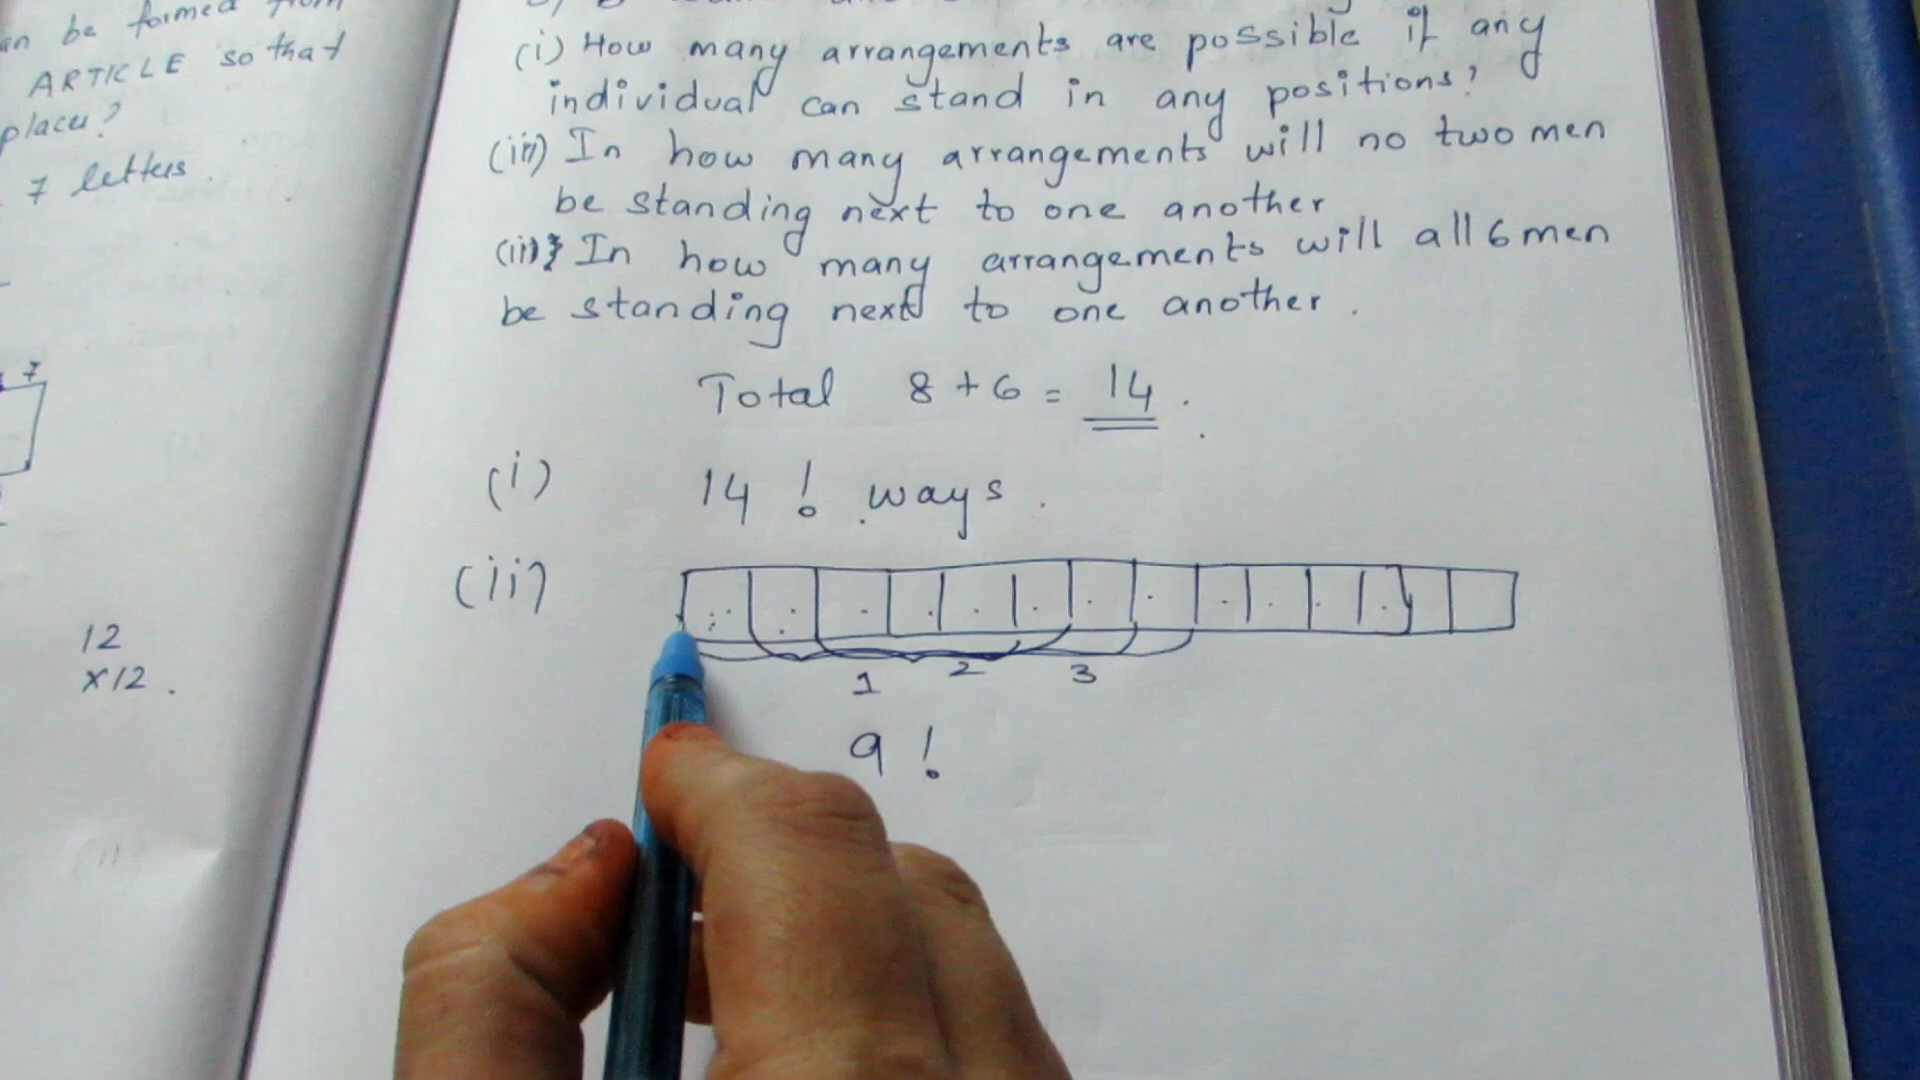 an be formed from
ARTICLE so that
place?
7 letters.
7
12
x12.
(i) How many arrangements are possible if any
individual can stand in any positions?
(iii) In how many arrangements will no two men
be standing next to one another
(ii) In how many arrangements will all 6 men
be standing next to one another.
Total 8 + 6 = 14.
(i) 14 ! ways.
(ii)
1 2 3
9 !